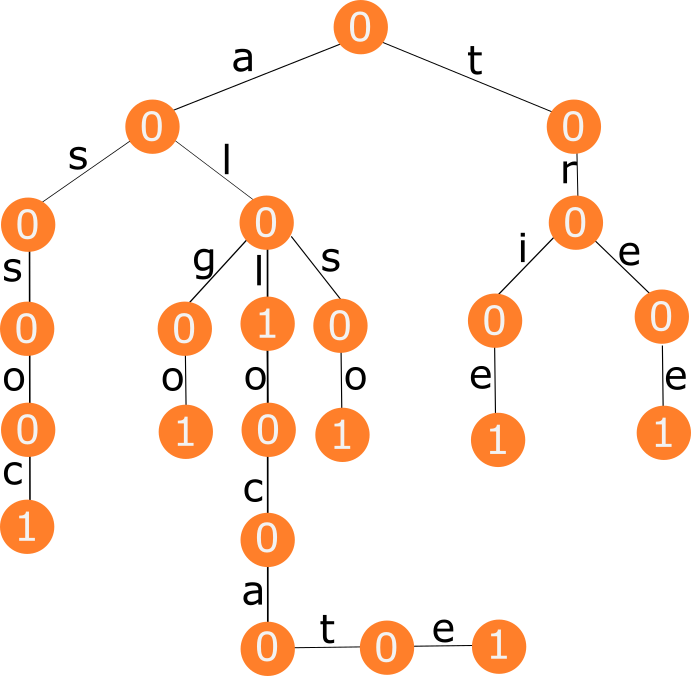 0
a t
0 0
s l r
0 0 0
g s i e
s l
0 0 1 0 0 0
o o o o e e
0 1 0 1 1 1
c c
1 0
a
0 t 0 e 1